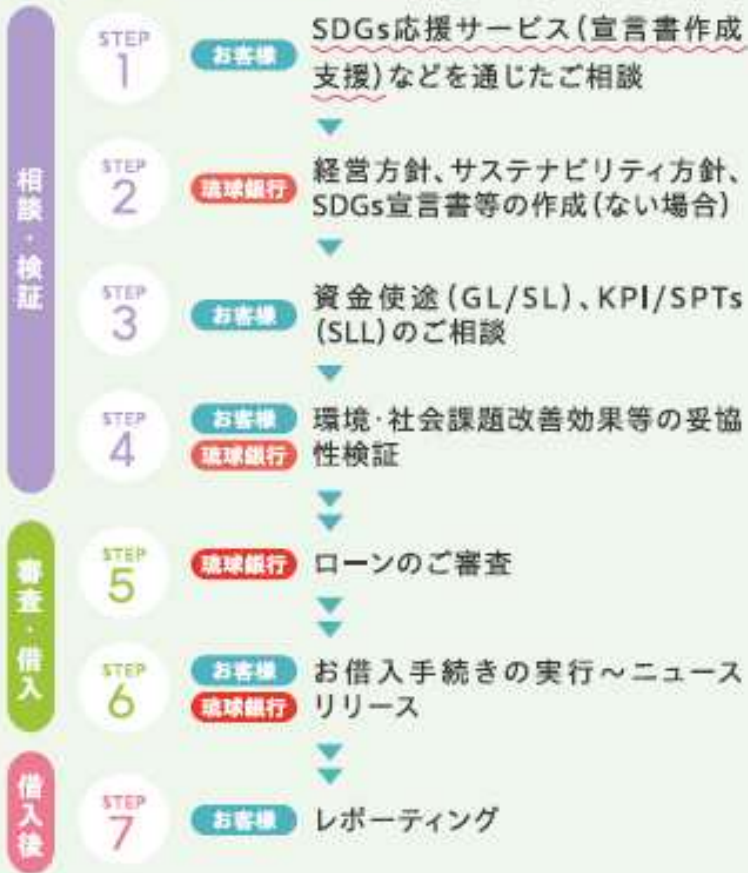 相談・検証
STEP
1
お客様
SDGs応援サービス(宣言書作成
支援)などを通じたご相談
STEP
2
琉球銀行
経営方針、サステナビリティ方針、
SDGs宣言書等の作成(ない場合)
STEP
3
お客様
資金使途(GL/SL)、KPI/SPTs
(SLL)のご相談
STEP
4
お客様
琉球銀行
環境・社会課題改善効果等の妥協
性検証
審査・借入
STEP
5
琉球銀行
ローンのご審査
STEP
6
お客様
琉球銀行
お借入手続きの実行～ニュース
リリース
借入後
STEP
7
お客様
レポーティング